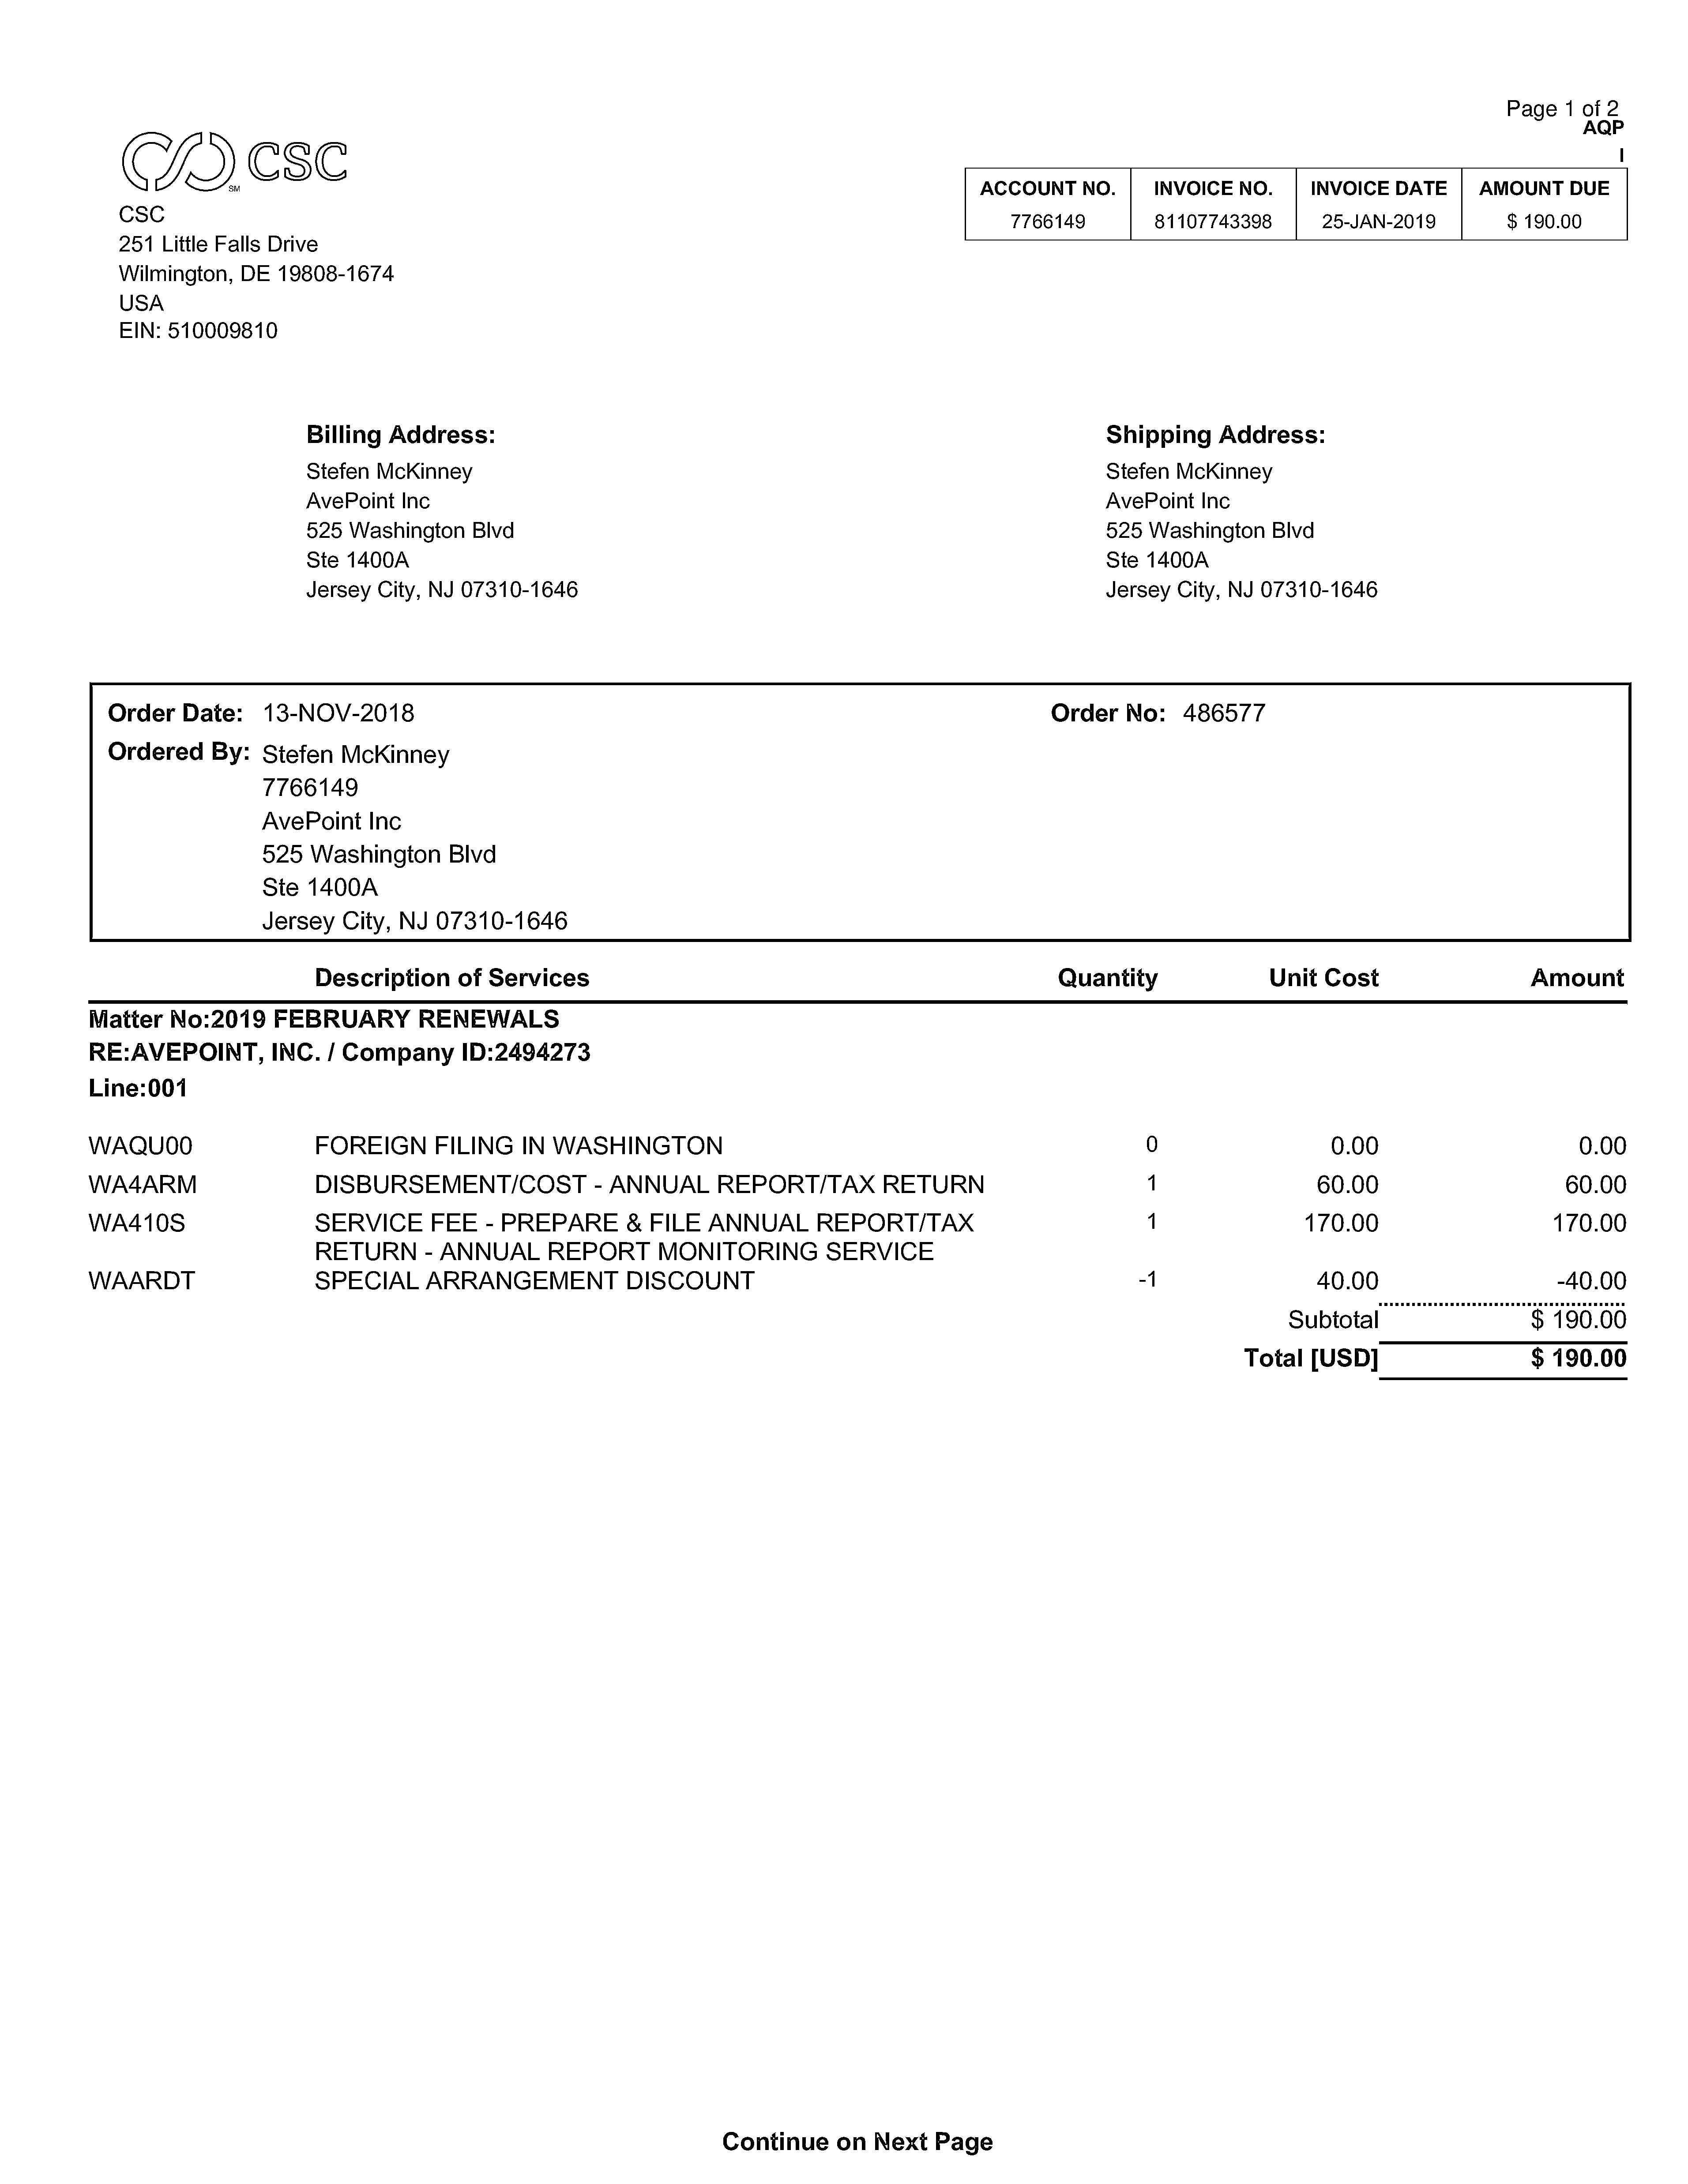 Page 1 of 2
AQP
I
CSC
SM
ACCOUNT NO. INVOICE NO. INVOICE DATE AMOUNT DUE
7766149 81107743398 25-JAN-2019 $ 190.00
CSC
251 Little Falls Drive
Wilmington, DE 19808-1674
USA
EIN: 510009810
Billing Address:
Stefen McKinney
AvePoint Inc
525 Washington Blvd
Ste 1400A
Jersey City, NJ 07310-1646
Shipping Address:
Stefen McKinney
AvePoint Inc
525 Washington Blvd
Ste 1400A
Jersey City, NJ 07310-1646
Order Date: 13-NOV-2018 Order No: 486577
Ordered By: Stefen McKinney
7766149
AvePoint Inc
525 Washington Blvd
Ste 1400A
Jersey City, NJ 07310-1646
Description of Services Quantity Unit Cost Amount
Matter No:2019 FEBRUARY RENEWALS
RE:AVEPOINT, INC. / Company ID:2494273
Line:001
WAQU00 FOREIGN FILING IN WASHINGTON 0 0.00 0.00
WA4ARM DISBURSEMENT/COST - ANNUAL REPORT/TAX RETURN 1 60.00 60.00
WA410S SERVICE FEE - PREPARE & FILE ANNUAL REPORT/TAX 1 170.00 170.00
RETURN - ANNUAL REPORT MONITORING SERVICE
WAARDT SPECIAL ARRANGEMENT DISCOUNT -1 40.00 -40.00
Subtotal $ 190.00
Total [USD] $ 190.00
Continue on Next Page